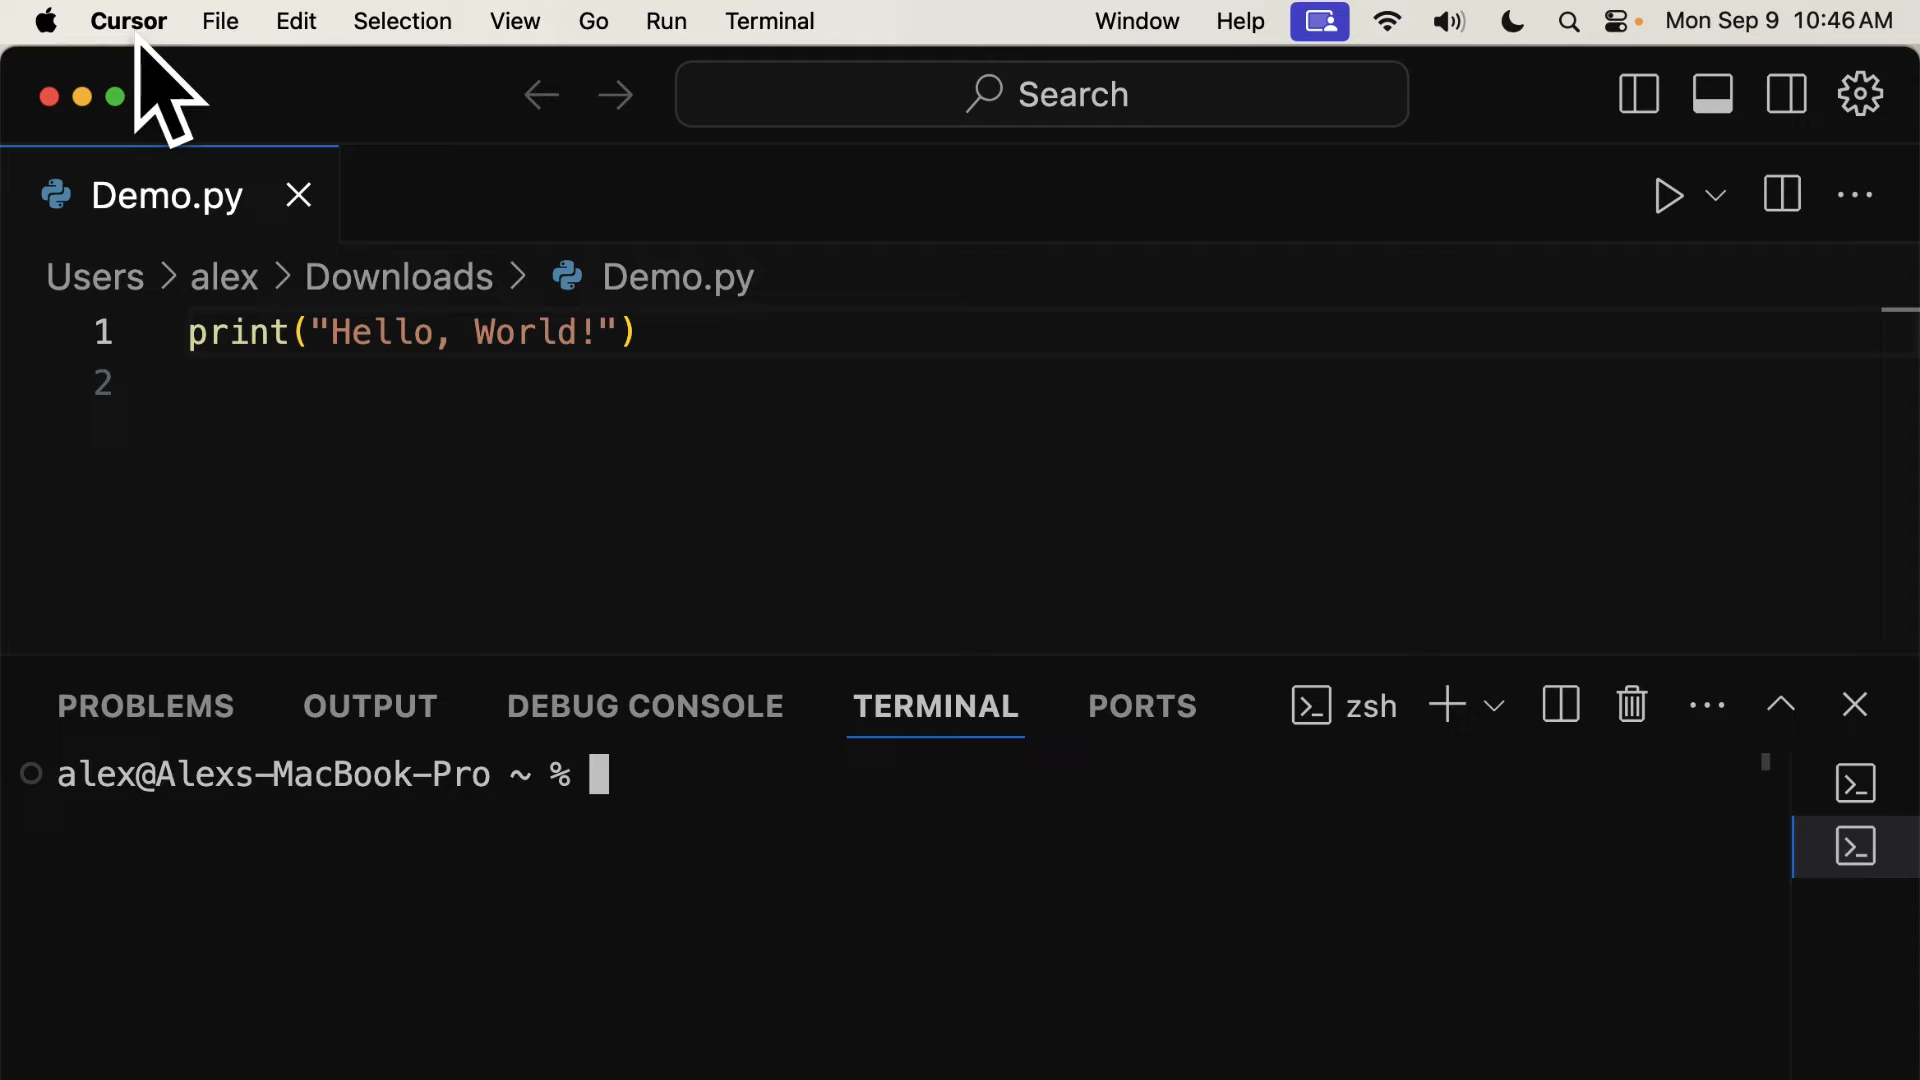 Cursor File Edit Selection View Go Run Terminal Window Help Mon Sep 9 10:46 AM
Search
Demo.py
Users > alex > Downloads > Demo.py
1 print("Hello, World!")
2
PROBLEMS OUTPUT DEBUG CONSOLE TERMINAL PORTS zsh
alex@Alexs-MacBook-Pro ~ %